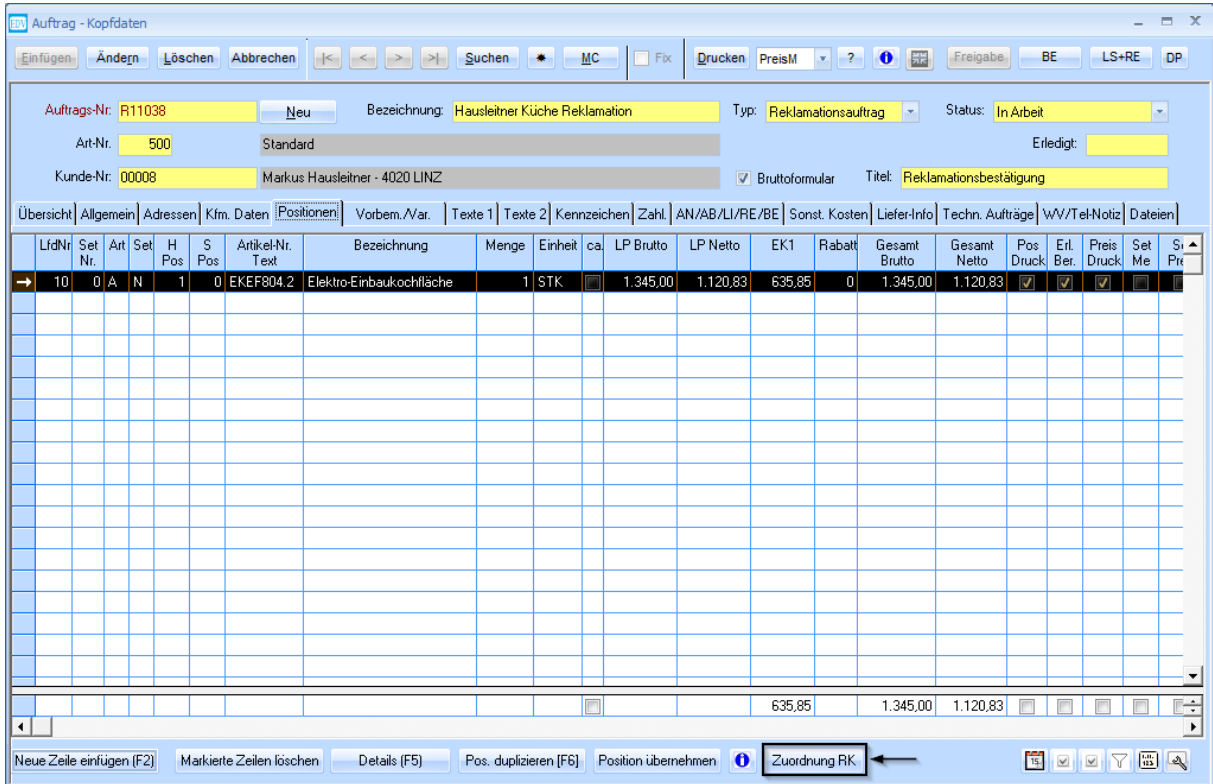 EDV Auftrag - Kopfdaten
Einfügen Ändern Löschen Abbrechen |< < > >| Suchen * MC Fix Drucken PreisM ? i Freigabe BE LS+RE DP
Auftrags-Nr: R11038 Neu Bezeichnung: Hausleitner Küche Reklamation Typ: Reklamationsauftrag Status: In Arbeit
Art-Nr. 500 Standard Erledigt:
Kunde-Nr: 00008 Markus Hausleitner - 4020 LINZ Bruttoformular Titel: Reklamationsbestätigung
Übersicht Allgemein Adressen Kfm. Daten Positionen Vorbem./Var. Texte 1 Texte 2 Kennzeichen Zahl. AN/AB/LI/RE/BE Sonst. Kosten Liefer-Info Techn. Aufträge WV/Tel-Notiz Dateien
LfdNr Set Art Set H S Artikel-Nr. Bezeichnung Menge Einheit ca. LP Brutto LP Netto EK1 Rabatt Gesamt Gesamt Pos Erl. Preis Set
Nr. Pos Pos Text Brutto Netto Druck Ber. Druck Me
10 0 A N 1 0 EKEF804.2 Elektro-Einbaukochfläche 1 STK 1.345,00 1.120,83 635,85 0 1.345,00 1.120,83
635,85 1.345,00 1.120,83
Neue Zeile einfügen (F2) Markierte Zeilen löschen Details (F5) Pos. duplizieren [F6] Position übernehmen i Zuordnung RK 15